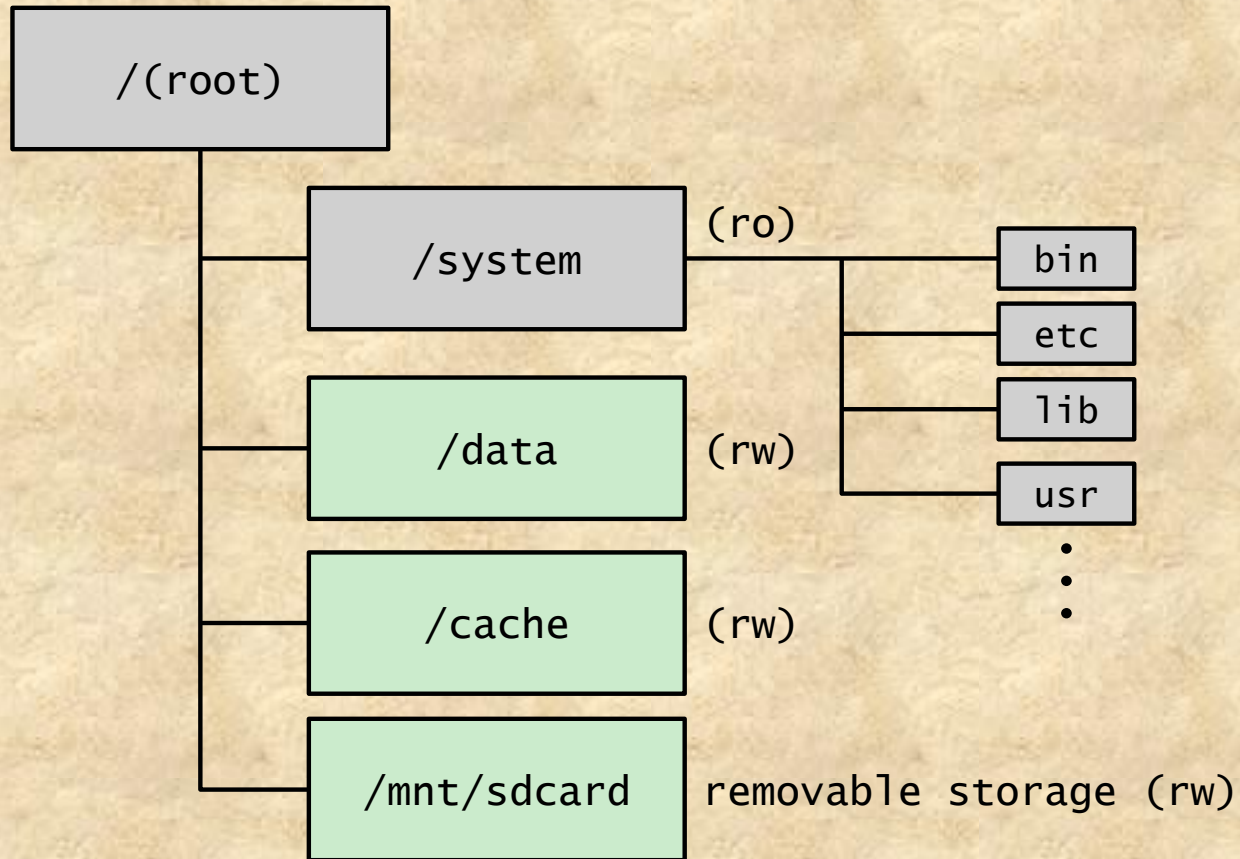 /(root)
/system
(ro)
bin
etc
lib
usr
/data
(rw)
/cache
(rw)
/mnt/sdcard
removable storage (rw)